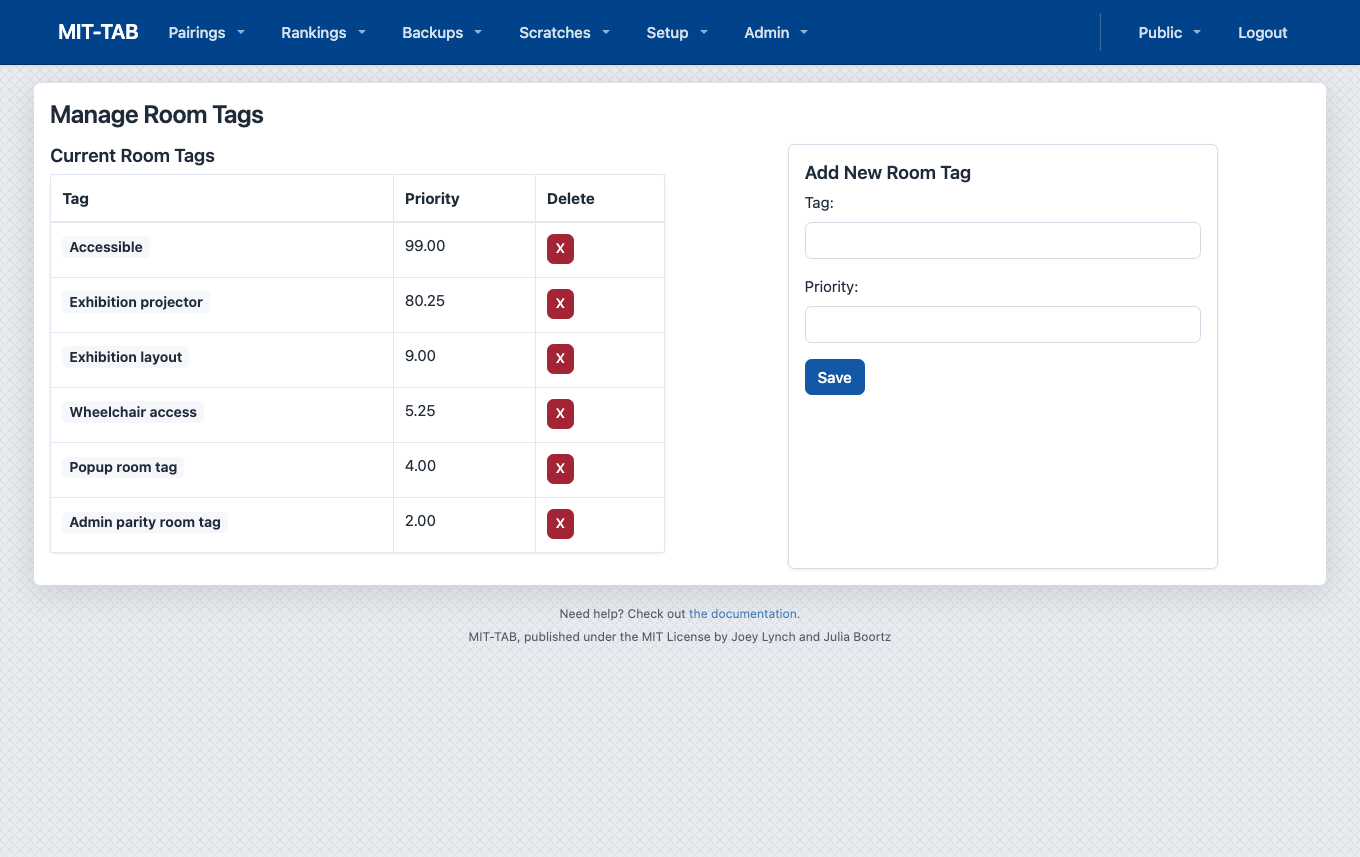 MIT-TAB Pairings Rankings Backups Scratches Setup Admin Public Logout
Manage Room Tags
Current Room Tags
Tag Priority Delete
Accessible 99.00 X
Exhibition projector 80.25 X
Exhibition layout 9.00 X
Wheelchair access 5.25 X
Popup room tag 4.00 X
Admin parity room tag 2.00 X
Add New Room Tag
Tag:
Priority:
Save
Need help? Check out the documentation.
MIT-TAB, published under the MIT License by Joey Lynch and Julia Boortz